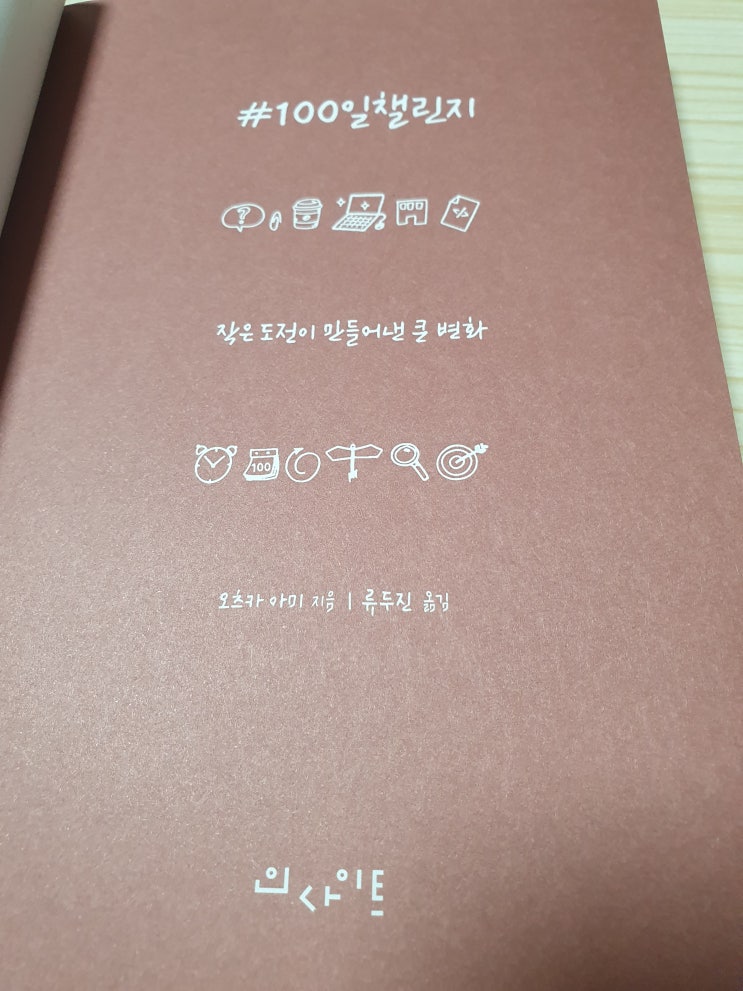 #100일챌린지
100
작은 도전이 만들어낸 큰 변화
오츠카 아미 지음 | 류두진 옮김
인사이트